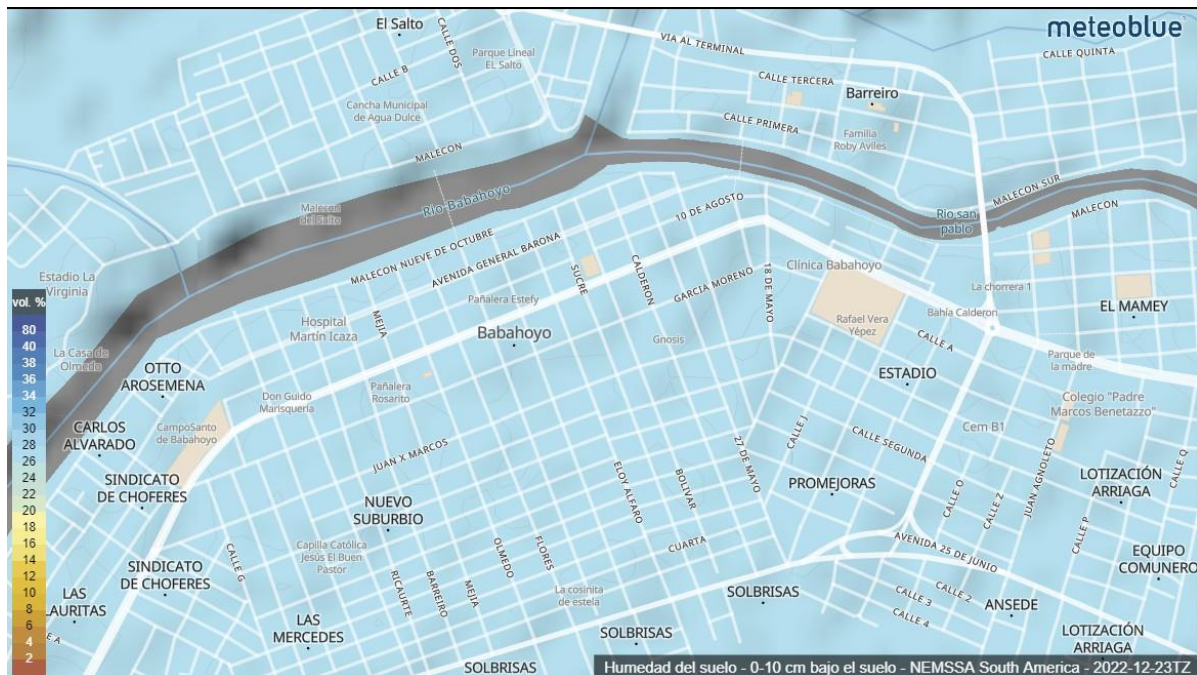 meteoblue
El Salto
CALLE DOS
Parque Lineal
EL Salto
VIA AL TERMINAL
CALLE QUINTA
CALLE B
CALLE TERCERA
Barreiro
Cancha Municipal
de Agua Dulce
CALLE PRIMERA
Familia
Roby Aviles
MALECON
Rio Babahoyo
MALECON SUR
Malecon
del Salto
10 DE AGOSTO
Rio san
pablo
MALECON
MALECON NUEVE DE OCTUBRE
AVENIDA GENERAL BARONA
SUCRE
CALDERON
GARCIA MORENO
18 DE MAYO
Clínica Babahoyo
Estadio La
Virginia
La chorrera 1
vol. %
80
40
38
36
34
32
30
28
26
24
22
20
18
16
14
12
10
8
6
4
2
Pañalera Estefy
Hospital
Martín Icaza
MEJIA
Babahoyo
Gnosis
Rafael Vera
Yépez
Bahía Calderon
EL MAMEY
CALLE A
La Casa de
Olmedo
OTTO
AROSEMENA
Parque de
la madre
ESTADIO
Don Guido
Marisquería
Pañalera
Rosarito
Colegio "Padre
Marcos Benetazzo"
CARLOS
ALVARADO
CampoSanto
de Babahoyo
Cem B1
CALLE J
CALLE SEGUNDA
JUAN X MARCOS
27 DE MAYO
CALLE Q
SINDICATO
DE CHOFERES
ELOY ALFARO
BOLIVAR
PROMEJORAS
CALLE O
CALLE Z
JUAN AGNOLETO
LOTIZACIÓN
ARRIAGA
NUEVO
SUBURBIO
CALLE P
Capilla Católica
Jesús El Buen
Pastor
CALLE G
OLMEDO
FLORES
CUARTA
AVENIDA 25 DE JUNIO
EQUIPO
COMUNERO
SINDICATO
DE CHOFERES
RICAURTE
BARREIRO
MEJIA
La cosinita
de estela
SOLBRISAS
CALLE 3
CALLE 2
CALLE 4
ANSEDE
LAS
LAURITAS
LAS
MERCEDES
SOLBRISAS
LOTIZACIÓN
ARRIAGA
E A
SOLBRISAS
Humedad del suelo - 0-10 cm bajo el suelo - NEMSSA South America - 2022-12-23TZ